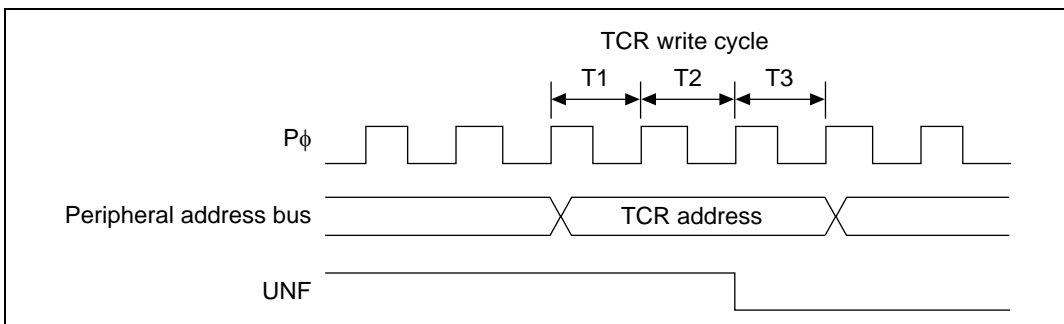 TCR write cycle
T1 T2 T3
Pϕ
Peripheral address bus TCR address
UNF